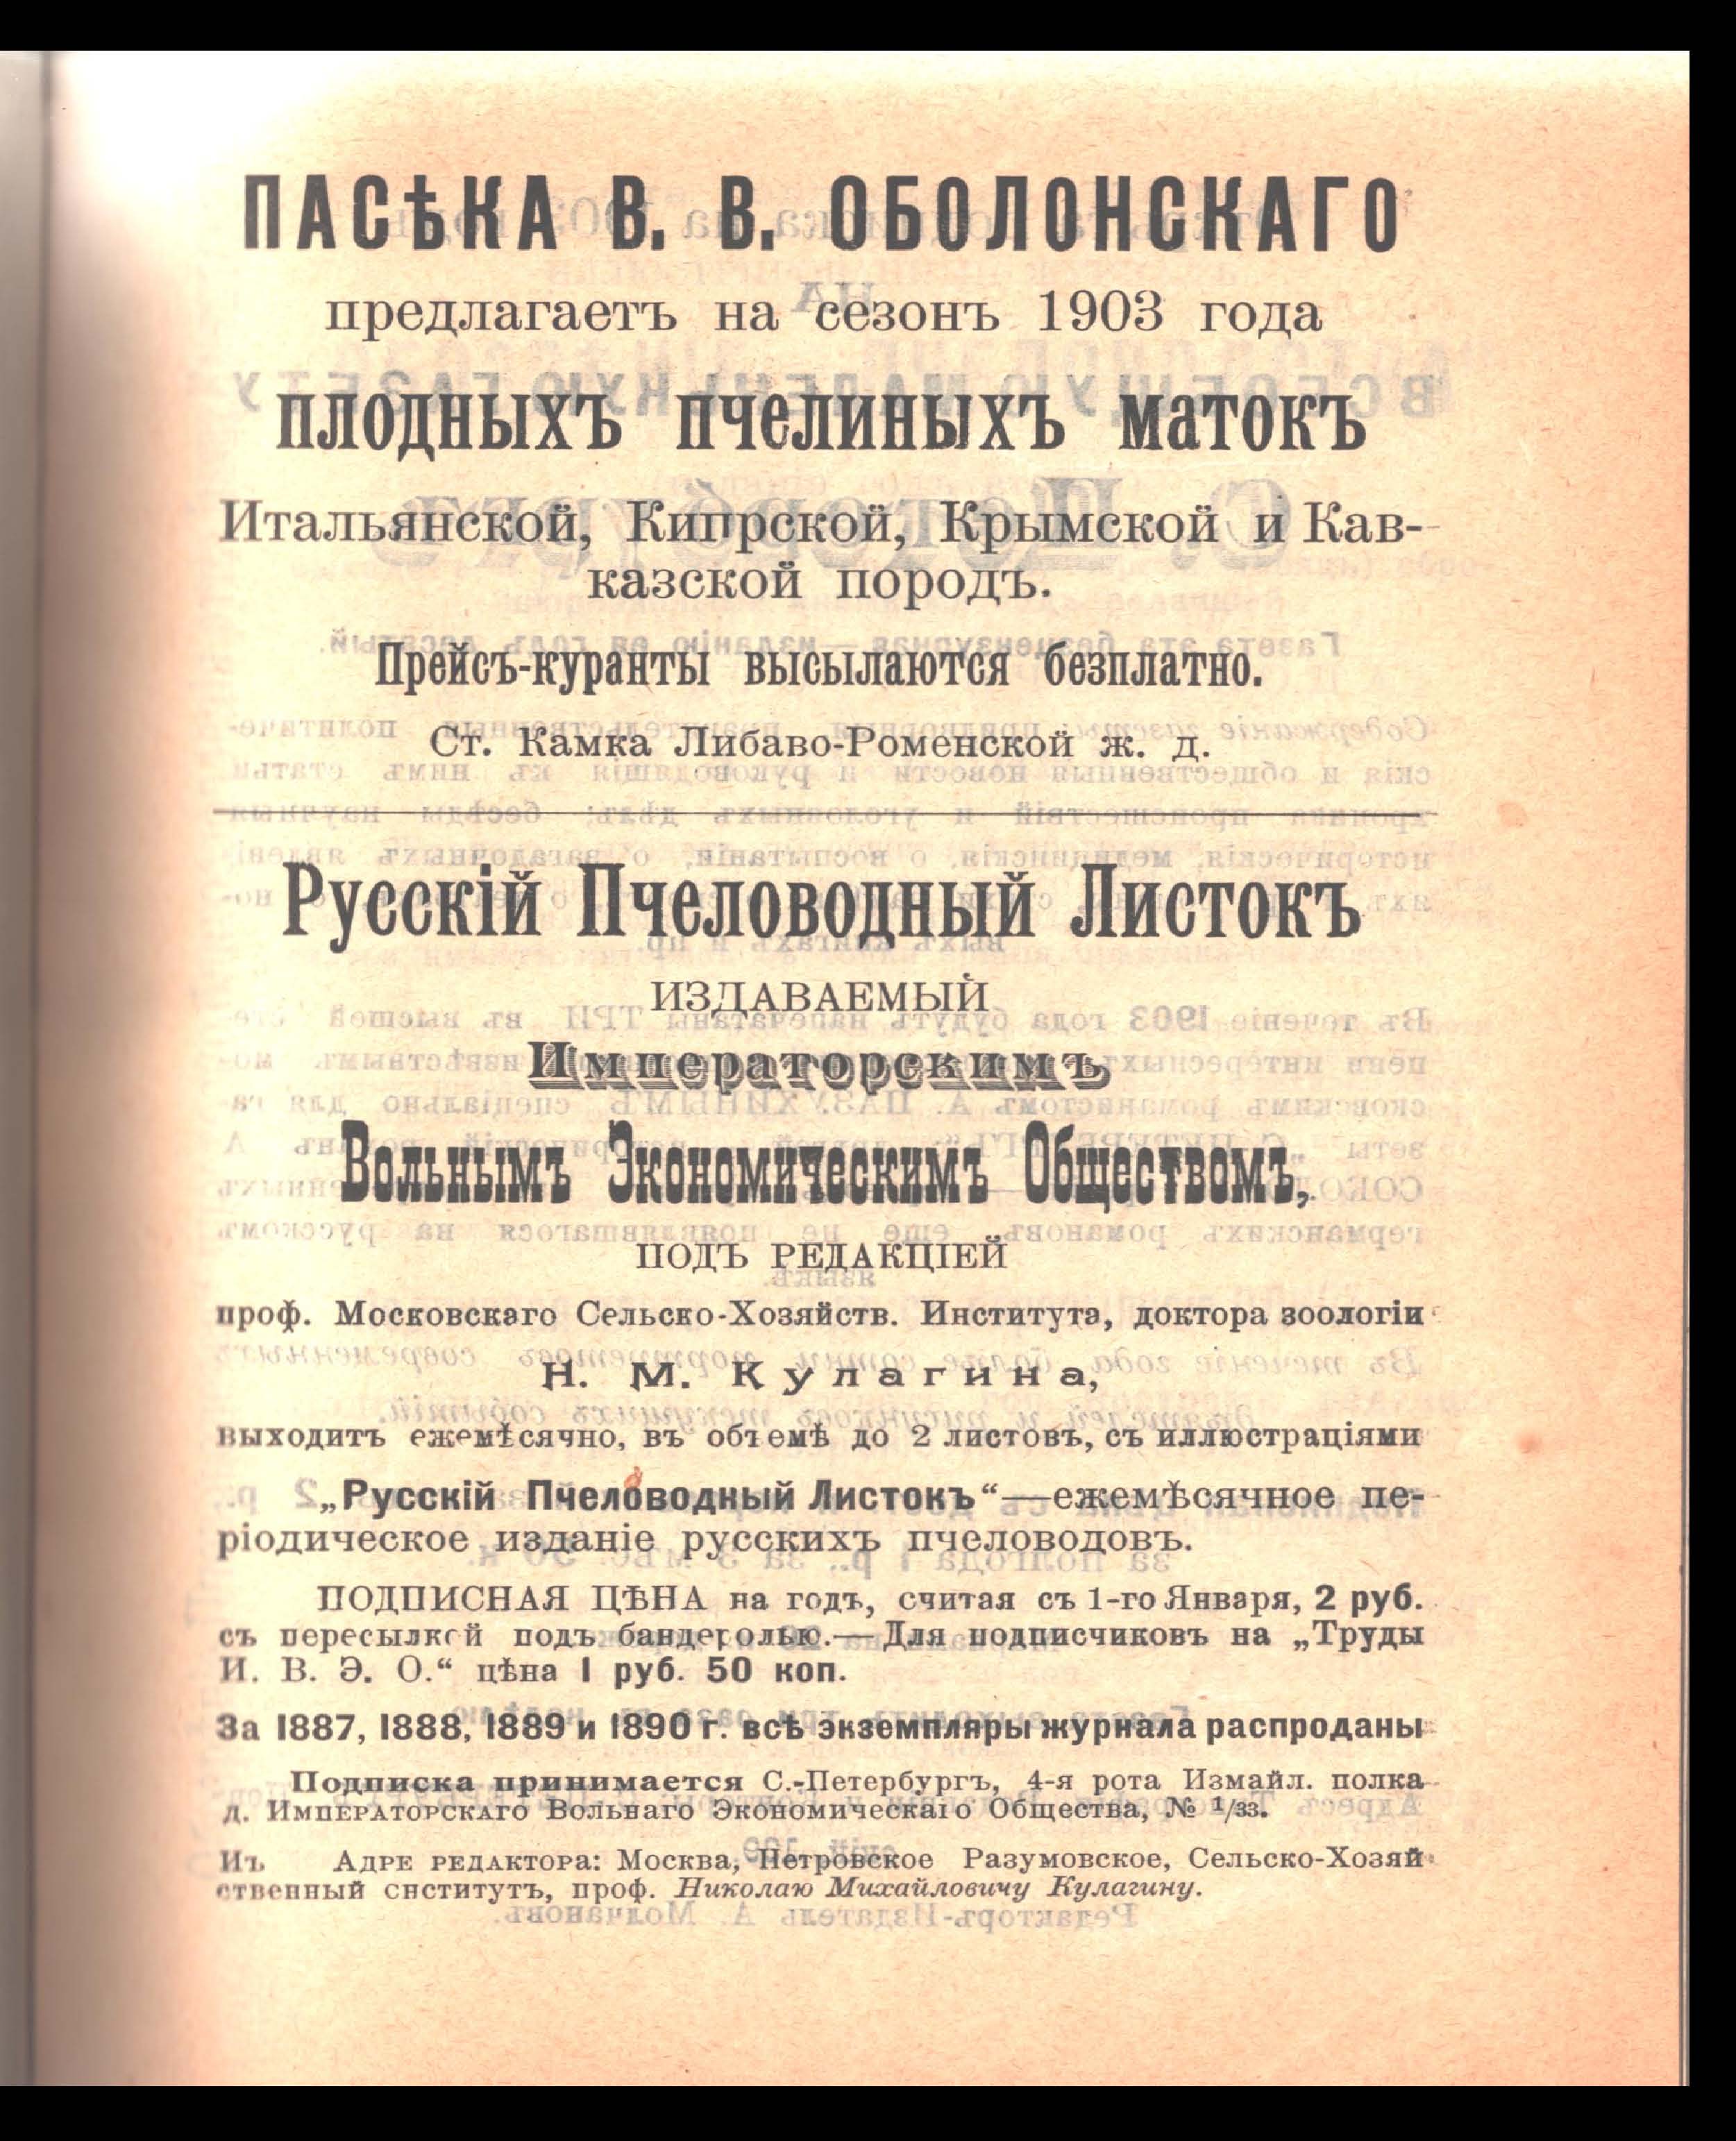 ПАСѢКА В. В. ОБОЛОНСКАГО
предлагаетъ на сезонъ 1903 года
плодныхъ пчелиныхъ матокъ
Итальянской, Кипрской, Крымской и Кав-
казской породъ.
Прейсъ-куранты высылаются безплатно.
Ст. Камка Либаво-Роменской ж. д.
Русскій Пчеловодный Листокъ
ИЗДАВАЕМЫЙ
Императорскимъ
Вольнымъ Экономическимъ Обществомъ,
ПОДЪ РЕДАКЦІЕЙ
проф. Московскаго Сельско-Хозяйств. Института, доктора зоологіи
Н. М. Кулагина,
выходитъ ежемѣсячно, въ объемѣ до 2 листовъ, съ иллюстраціями
„Русскій Пчеловодный Листокъ“—ежемѣсячное пе-
ріодическое изданіе русскихъ пчеловодовъ.
ПОДПИСНАЯ ЦѢНА на годъ, считая съ 1-го Января, 2 руб.
съ пересылкой подъ бандеролью.—Для подписчиковъ на „Труды
И. В. Э. О.“ цѣна 1 руб. 50 коп.
За 1887, 1888, 1889 и 1890 г. всѣ экземпляры журнала распроданы
Подписка принимается С.-Петербургъ, 4-я рота Измайл. полка
д. ИМПЕРАТОРСКАГО Вольнаго Экономическаго Общества, № 1/33.
Иъ АДРЕ РЕДАКТОРА: Москва, Петровское Разумовское, Сельско-Хозяй
ственный снститутъ, проф. Николаю Михайловичу Кулагину.